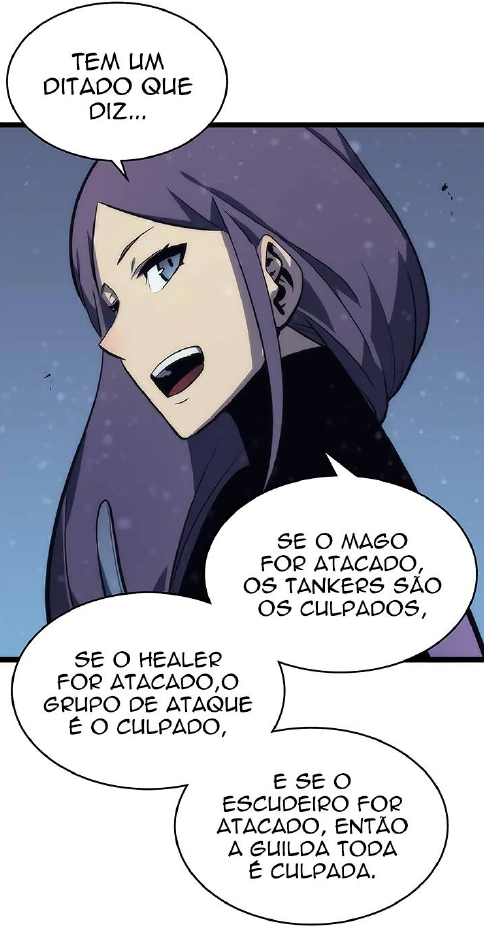 TEM UM
DITADO QUE
DIZ...
SE O MAGO
FOR ATACADO,
OS TANKERS SÃO
OS CULPADOS,
SE O HEALER
FOR ATACADO,O
GRUPO DE ATAQUE
É O CULPADO,
E SE O
ESCUDEIRO FOR
ATACADO, ENTÃO
A GUILDA TODA
É CULPADA.